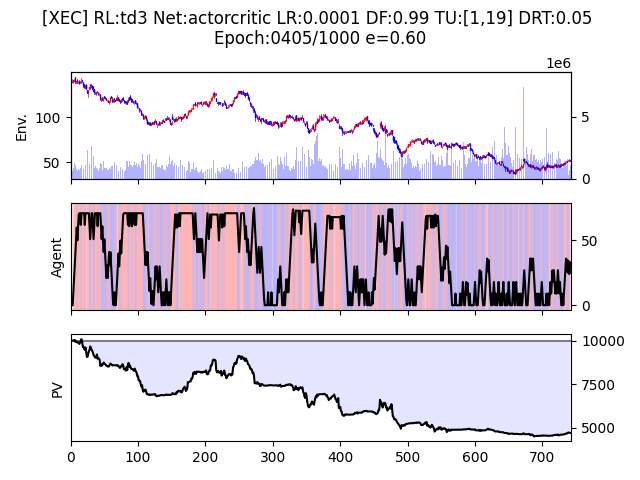 [XEC] RL:td3 Net:actorcritic LR:0.0001 DF:0.99 TU:[1,19] DRT:0.05
Epoch:0405/1000 e=0.60
1e6
Env.
100
50
5
0
Agent
50
0
PV
10000
7500
5000
0 100 200 300 400 500 600 700